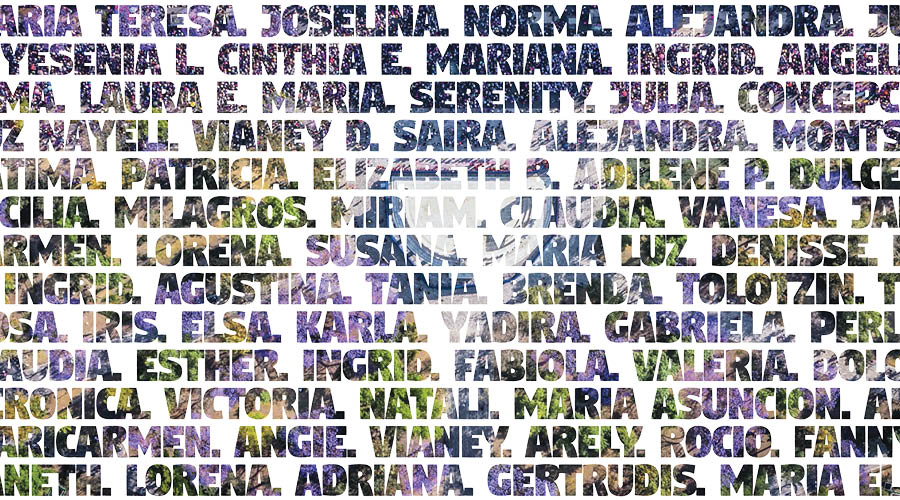 ARIA TERESA. JOSELINA. NORMA. ALEJANDRA. JU
YESENIA L. CINTHIA E. MARIANA. INGRID. ANGEL
MA. LAURA E. MARIA. SERENITY. JULIA. CONCEPC
Z NAYELI. VIANEY D. SAIRA. ALEJANDRA. MONTS
ATIMA. PATRICIA. ELIZABETH B. ADILENE P. DULCE
CILIA. MILAGROS. MIRIAM. CLAUDIA. VANESA. JA
ARMEN. LORENA. SUSANA. MARIA LUZ. DENISSE.
INGRID. AGUSTINA. TANIA. BRENDA. TOLOTZIN. T
OSA. IRIS. ELSA. KARLA. YADIRA. GABRIELA. PERL
AUDIA. ESTHER. INGRID. FABIOLA. VALERIA. DOLO
ERONICA. VICTORIA. NATALI. MARIA ASUNCION. A
ARICARMEN. ANGIE. VIANEY. ARELY. ROCIO. FANNY
NETH. LORENA. ADRIANA. GERTRUDIS. MARIA E